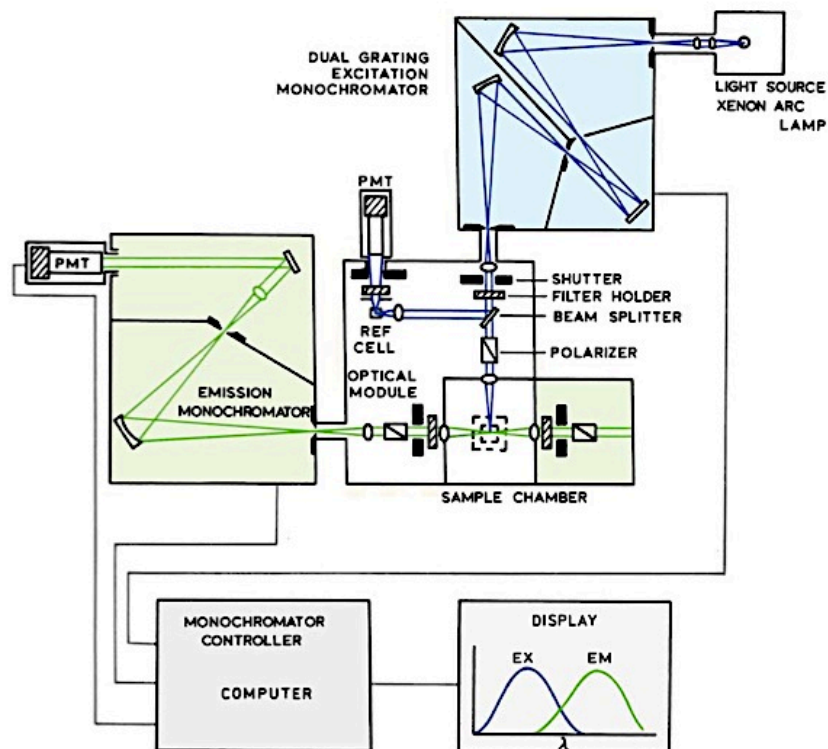 DUAL GRATING
EXCITATION
MONOCHROMATOR
LIGHT SOURCE
XENON ARC
LAMP
PMT
PMT
SHUTTER
FILTER HOLDER
BEAM SPLITTER
REF
CELL
POLARIZER
OPTICAL
MODULE
EMISSION
MONOCHROMATOR
SAMPLE CHAMBER
MONOCHROMATOR
CONTROLLER
COMPUTER
DISPLAY
EX EM
λ